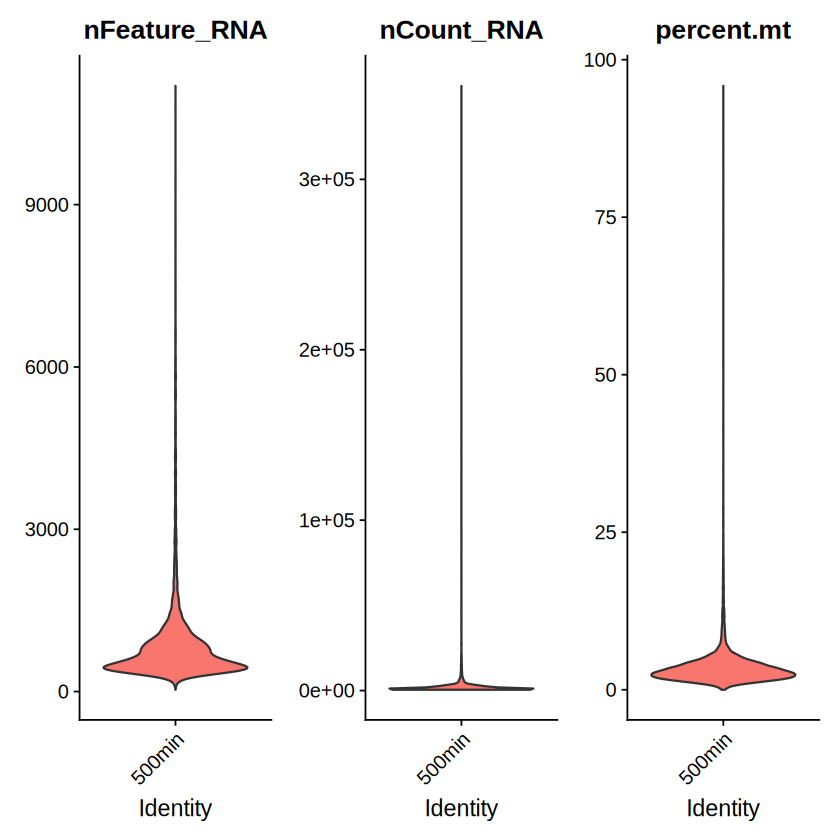 nFeature_RNA
9000
6000
3000
0
500min
Identity
nCount_RNA
3e+05
2e+05
1e+05
0e+00
500min
Identity
percent.mt
100
75
50
25
0
500min
Identity